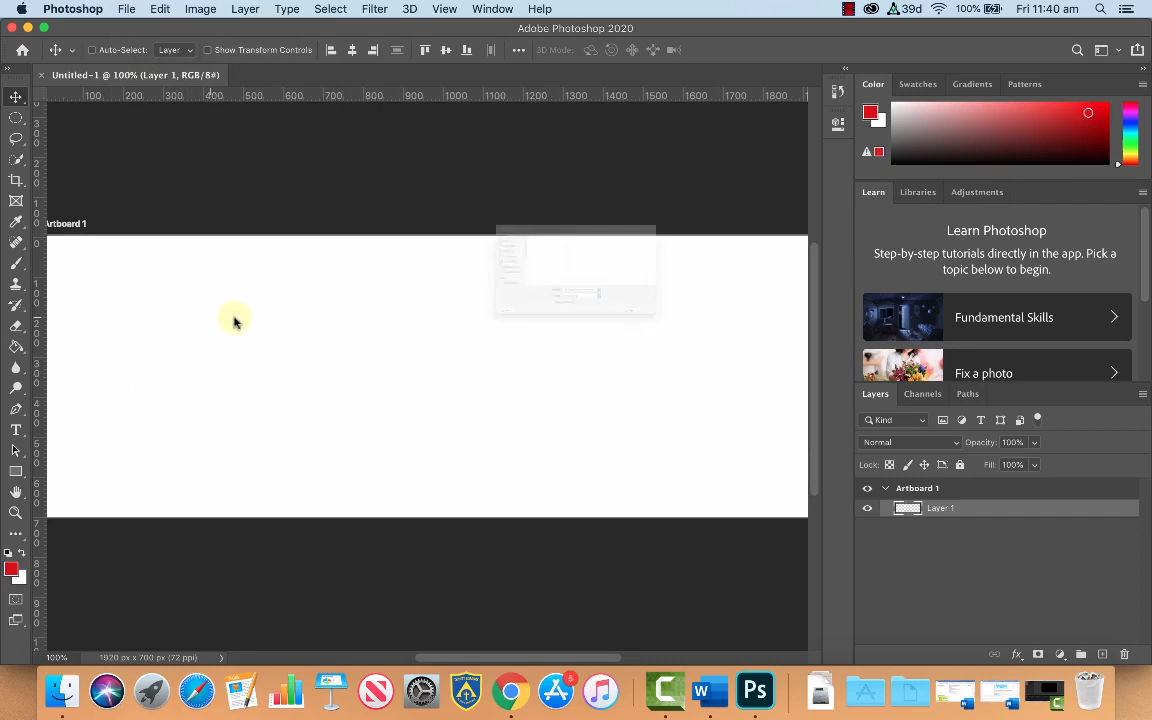 Photoshop File Edit Image Layer Type Select Filter 3D View Window Help 39d 100% Fri 11:40 am
Adobe Photoshop 2020
Auto-Select: Layer Show Transform Controls 3D Mode:
Untitled-1 @ 100% (Layer 1, RGB/8#)
100 200 300 400 500 600 700 800 900 1000 1100 1200 1300 1400 1500 1600 1700 1800
Artboard 1
100% 1920 px x 700 px (72 ppi)
Color Swatches Patterns
Learn Libraries Adjustments
Learn Photoshop
Step-by-step tutorials directly in the app. Pick a
topic below to begin.
Fundamental Skills
Fix a photo
Layers Channels Paths
Kind
Normal Opacity: 100%
Lock: Fill: 100%
Artboard 1
Layer 1
5
Ps